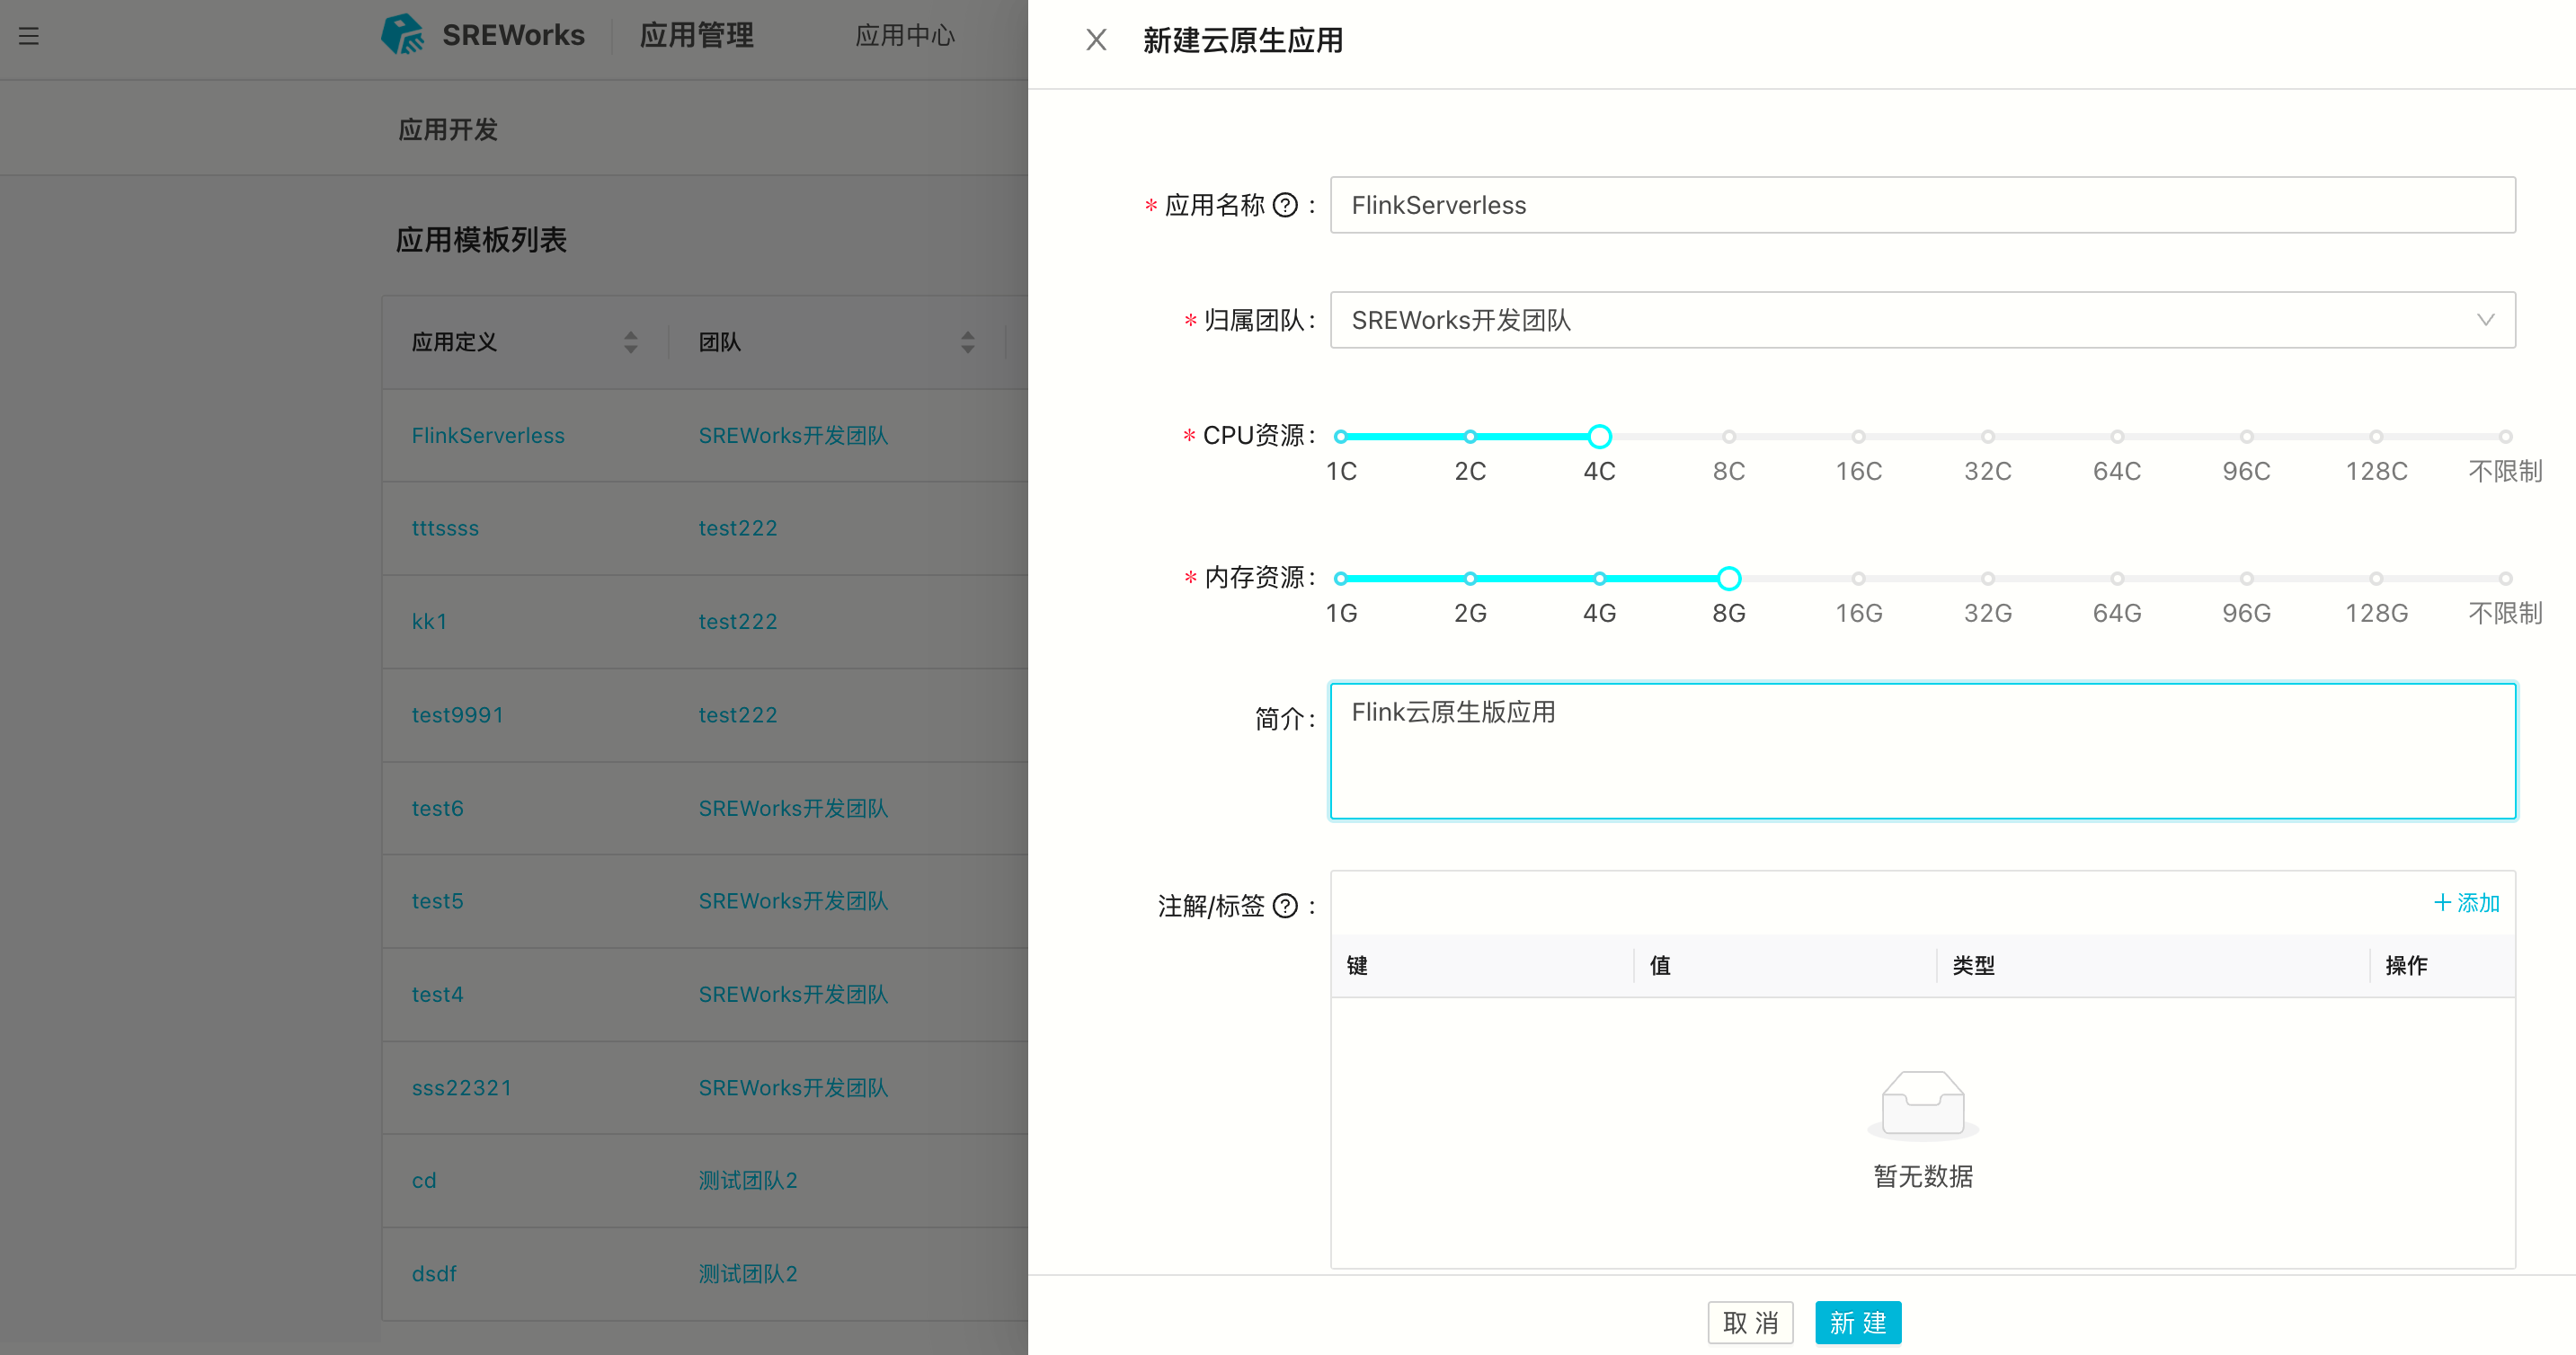 SREWorks 应用管理 应用中心
应用开发
应用模板列表
应用定义 团队
FlinkServerless SREWorks开发团队
tttssss test222
kk1 test222
test9991 test222
test6 SREWorks开发团队
test5 SREWorks开发团队
test4 SREWorks开发团队
sss22321 SREWorks开发团队
cd 测试团队2
dsdf 测试团队2
新建云原生应用
* 应用名称 ? : FlinkServerless
* 归属团队: SREWorks开发团队
* CPU资源:
1C 2C 4C 8C 16C 32C 64C 96C 128C 不限制
* 内存资源:
1G 2G 4G 8G 16G 32G 64G 96G 128G 不限制
简介: Flink云原生版应用
注解/标签 ? :
+ 添加
键 值 类型 操作
暂无数据
取 消 新 建